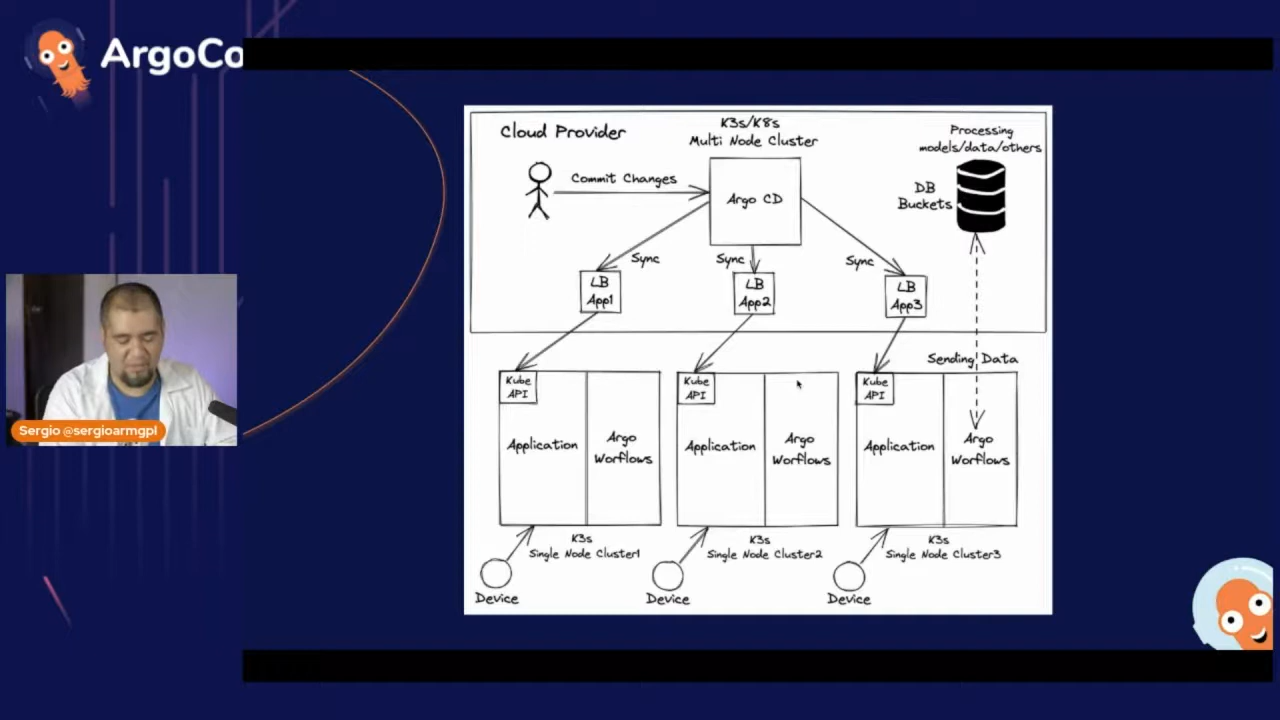 ArgoCo
Sergio @sergioarmgpl
Cloud Provider
K3s/K8s
Multi Node Cluster
Processing
models/data/others
Commit Changes
Argo CD
DB
Buckets
Sync
Sync
Sync
LB
App1
LB
App2
LB
App3
Sending Data
Kube
API
Application
Argo
Worflows
Kube
API
Application
Argo
Worflows
Kube
API
Application
Argo
Worflows
K3s
Single Node Cluster1
K3s
Single Node Cluster2
K3s
Single Node Cluster3
Device
Device
Device